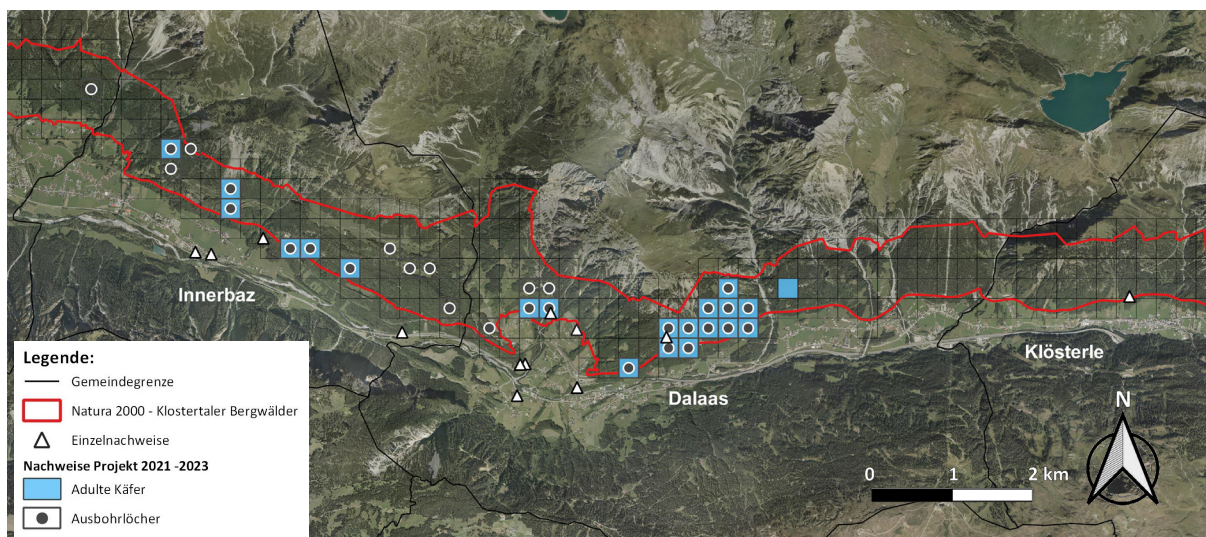 Innerbaz
Dalaas
Klösterle
N
0 1 2 km
Legende:
Gemeindegrenze
Natura 2000 - Klostertaler Bergwälder
Einzelnachweise
Nachweise Projekt 2021 -2023
Adulte Käfer
Ausbohrlöcher